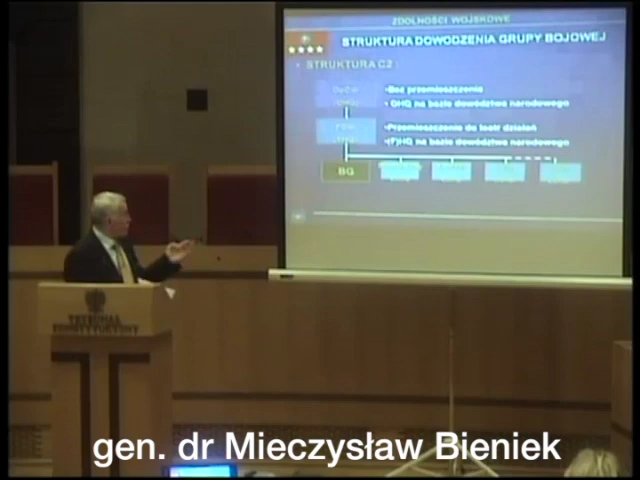 ZDOLNOŚCI WOJSKOWE
STRUKTURA DOWODZENIA GRUPY BOJOWEJ
• STRUKTURA C2 :
•Bez przemieszczenia
• OHQ na bazie dowództwa narodowego
•Przemieszczenie do teatr działań
•(F)HQ na bazie dowództwa narodowego
BG
TRYBUNAŁ
KONSTYTUCYJNY
gen. dr Mieczysław Bieniek